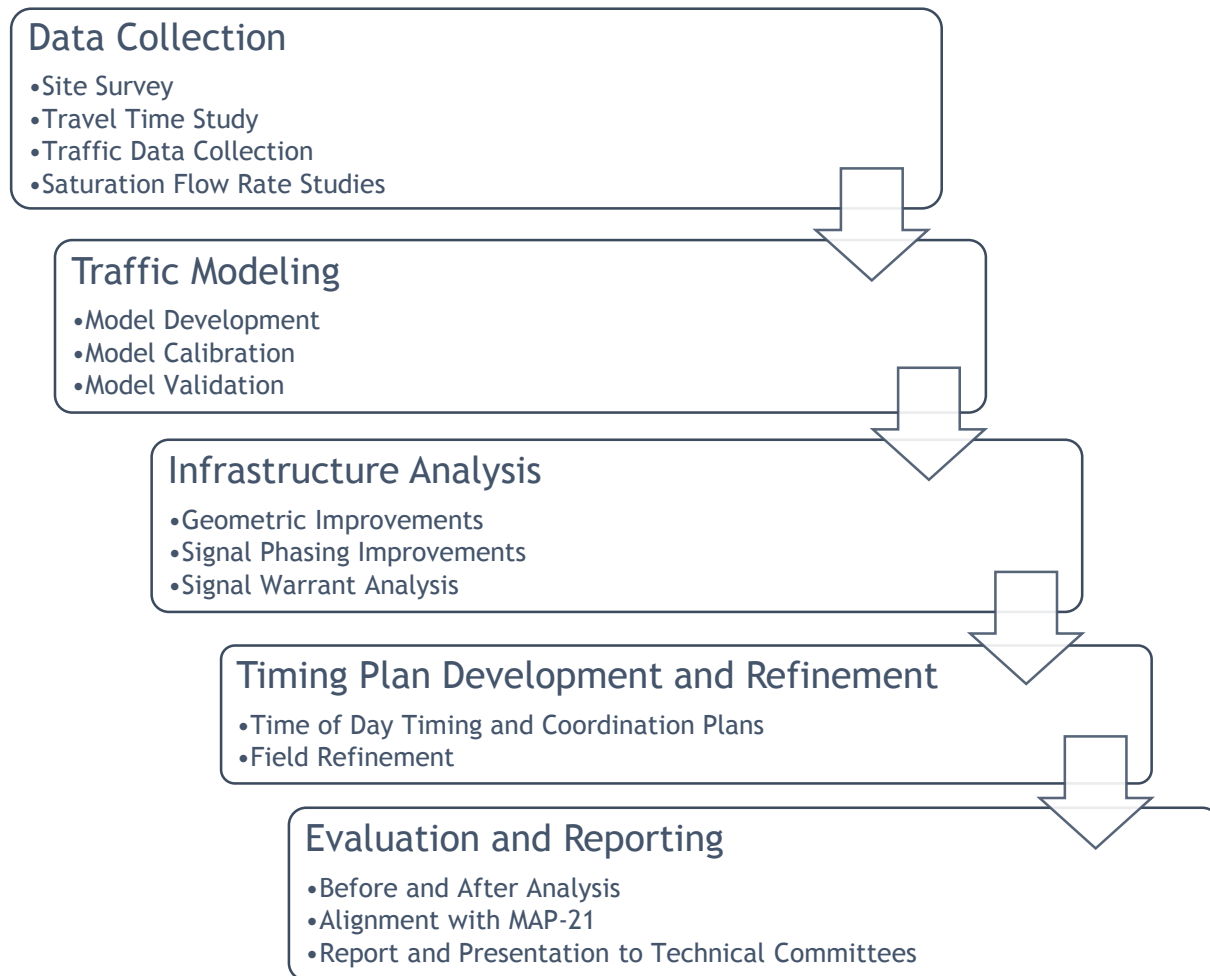 Data Collection
•Site Survey
•Travel Time Study
•Traffic Data Collection
•Saturation Flow Rate Studies
Traffic Modeling
•Model Development
•Model Calibration
•Model Validation
Infrastructure Analysis
•Geometric Improvements
•Signal Phasing Improvements
•Signal Warrant Analysis
Timing Plan Development and Refinement
•Time of Day Timing and Coordination Plans
•Field Refinement
Evaluation and Reporting
•Before and After Analysis
•Alignment with MAP-21
•Report and Presentation to Technical Committees